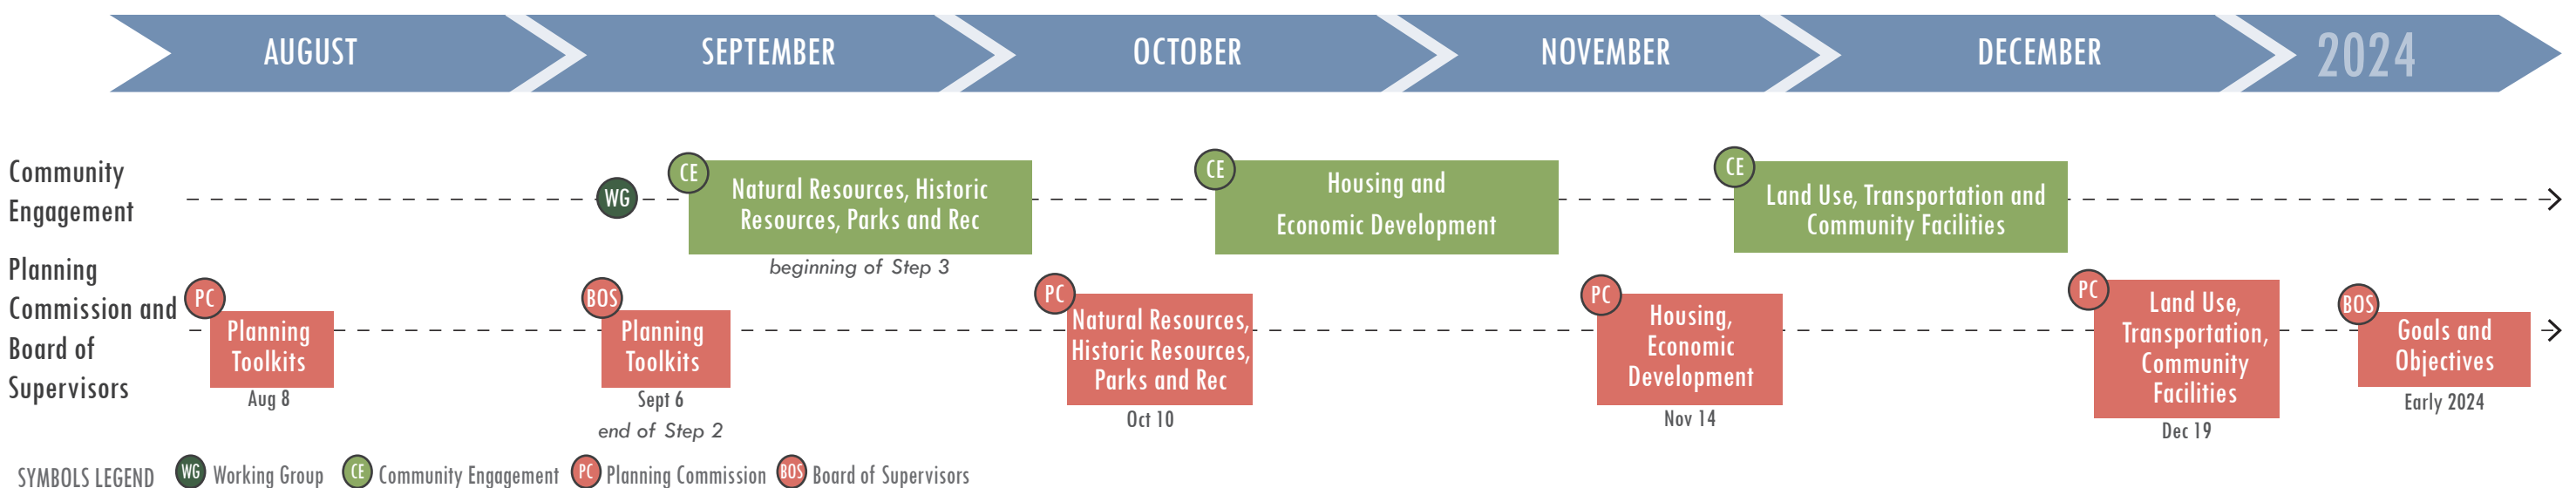 AUGUST
SEPTEMBER
OCTOBER
NOVEMBER
DECEMBER
2024
Community
Engagement
WG
CE
Natural Resources, Historic
Resources, Parks and Rec
beginning of Step 3
CE
Housing and
Economic Development
CE
Land Use, Transportation and
Community Facilities
Planning
Commission and
Board of
Supervisors
PC
Planning
Toolkits
Aug 8
BOS
Planning
Toolkits
Sept 6
end of Step 2
PC
Natural Resources,
Historic Resources,
Parks and Rec
Oct 10
PC
Housing,
Economic
Development
Nov 14
PC
Land Use,
Transportation,
Community
Facilities
Dec 19
BOS
Goals and
Objectives
Early 2024
SYMBOLS LEGEND
WG Working Group
CE Community Engagement
PC Planning Commission
BOS Board of Supervisors